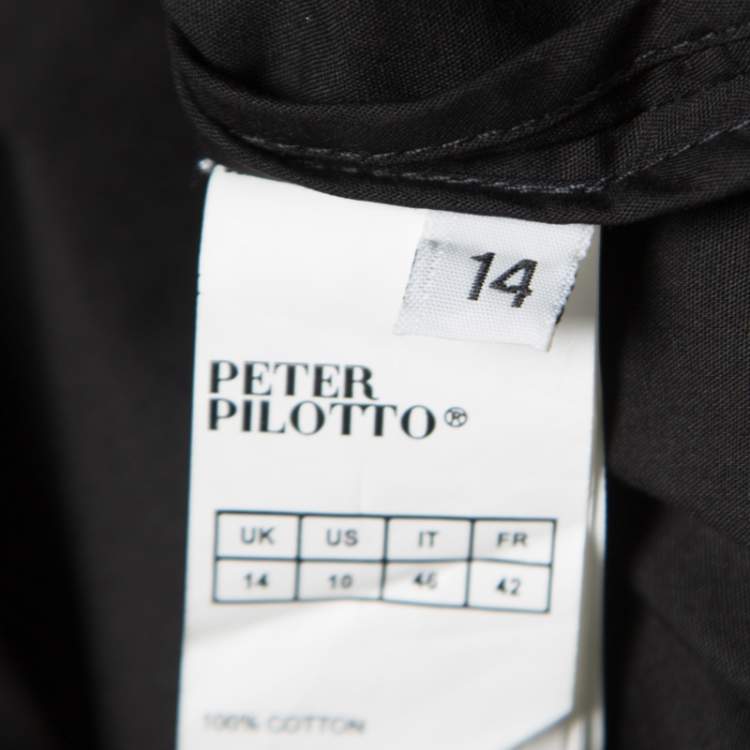 14
PETER
PILOTTO®
UK US IT FR
14 10 46 42
100% COTTON